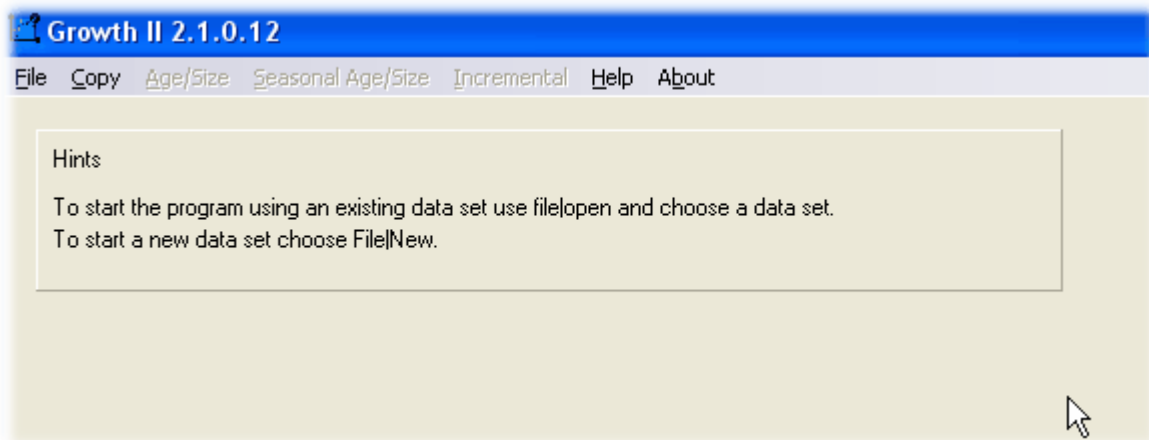 Growth II 2.1.0.12
File Copy Age/Size Seasonal Age/Size Incremental Help About
Hints
To start the program using an existing data set use file|open and choose a data set.
To start a new data set choose File|New.